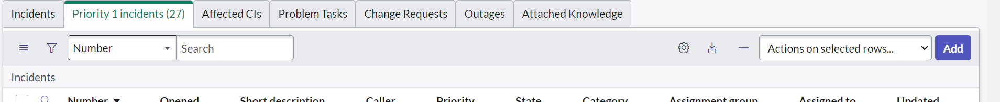 Incidents Priority 1 incidents (27) Affected CIs Problem Tasks Change Requests Outages Attached Knowledge
Number Search Actions on selected rows... Add
Incidents
Number Opened Short description Caller Priority State Category Assignment group Assigned to Updated